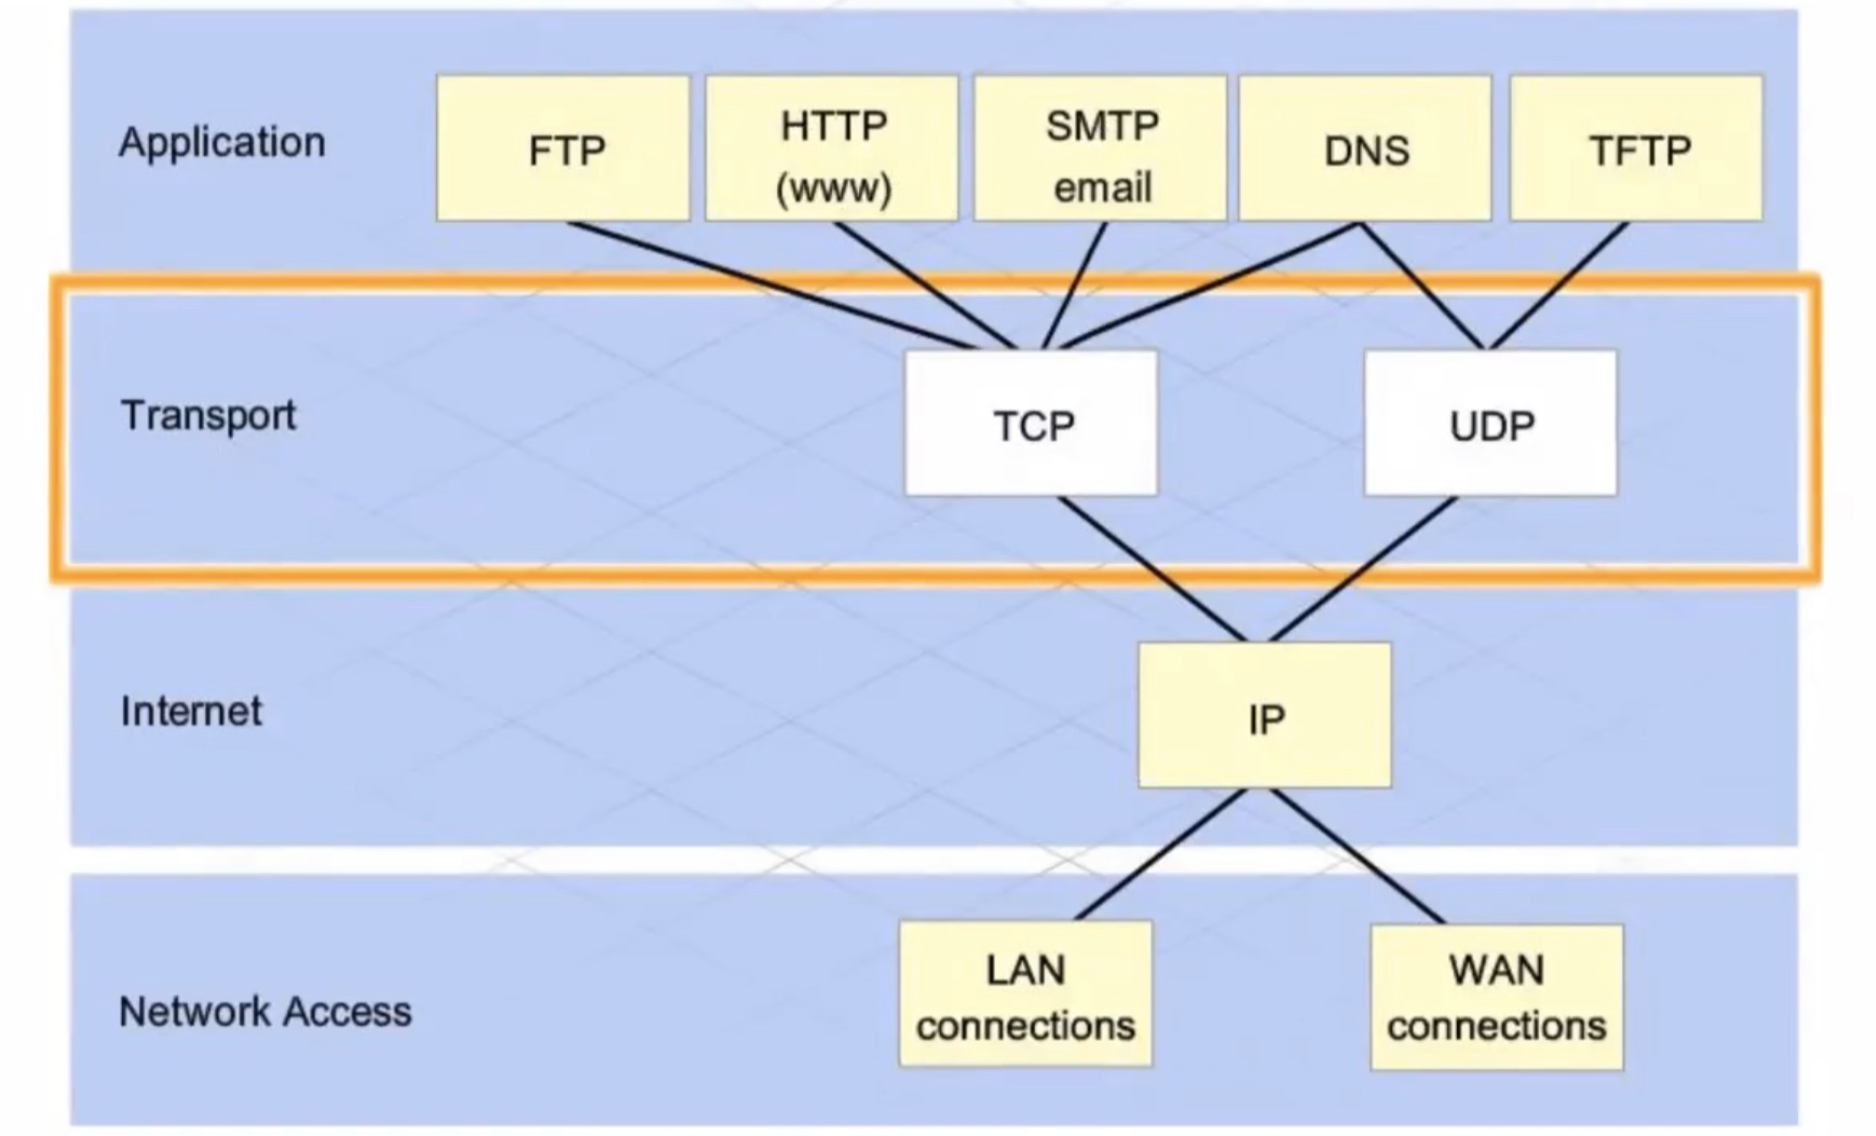 Application
FTP
HTTP
(www)
SMTP
email
DNS
TFTP
Transport
TCP
UDP
Internet
IP
Network Access
LAN
connections
WAN
connections